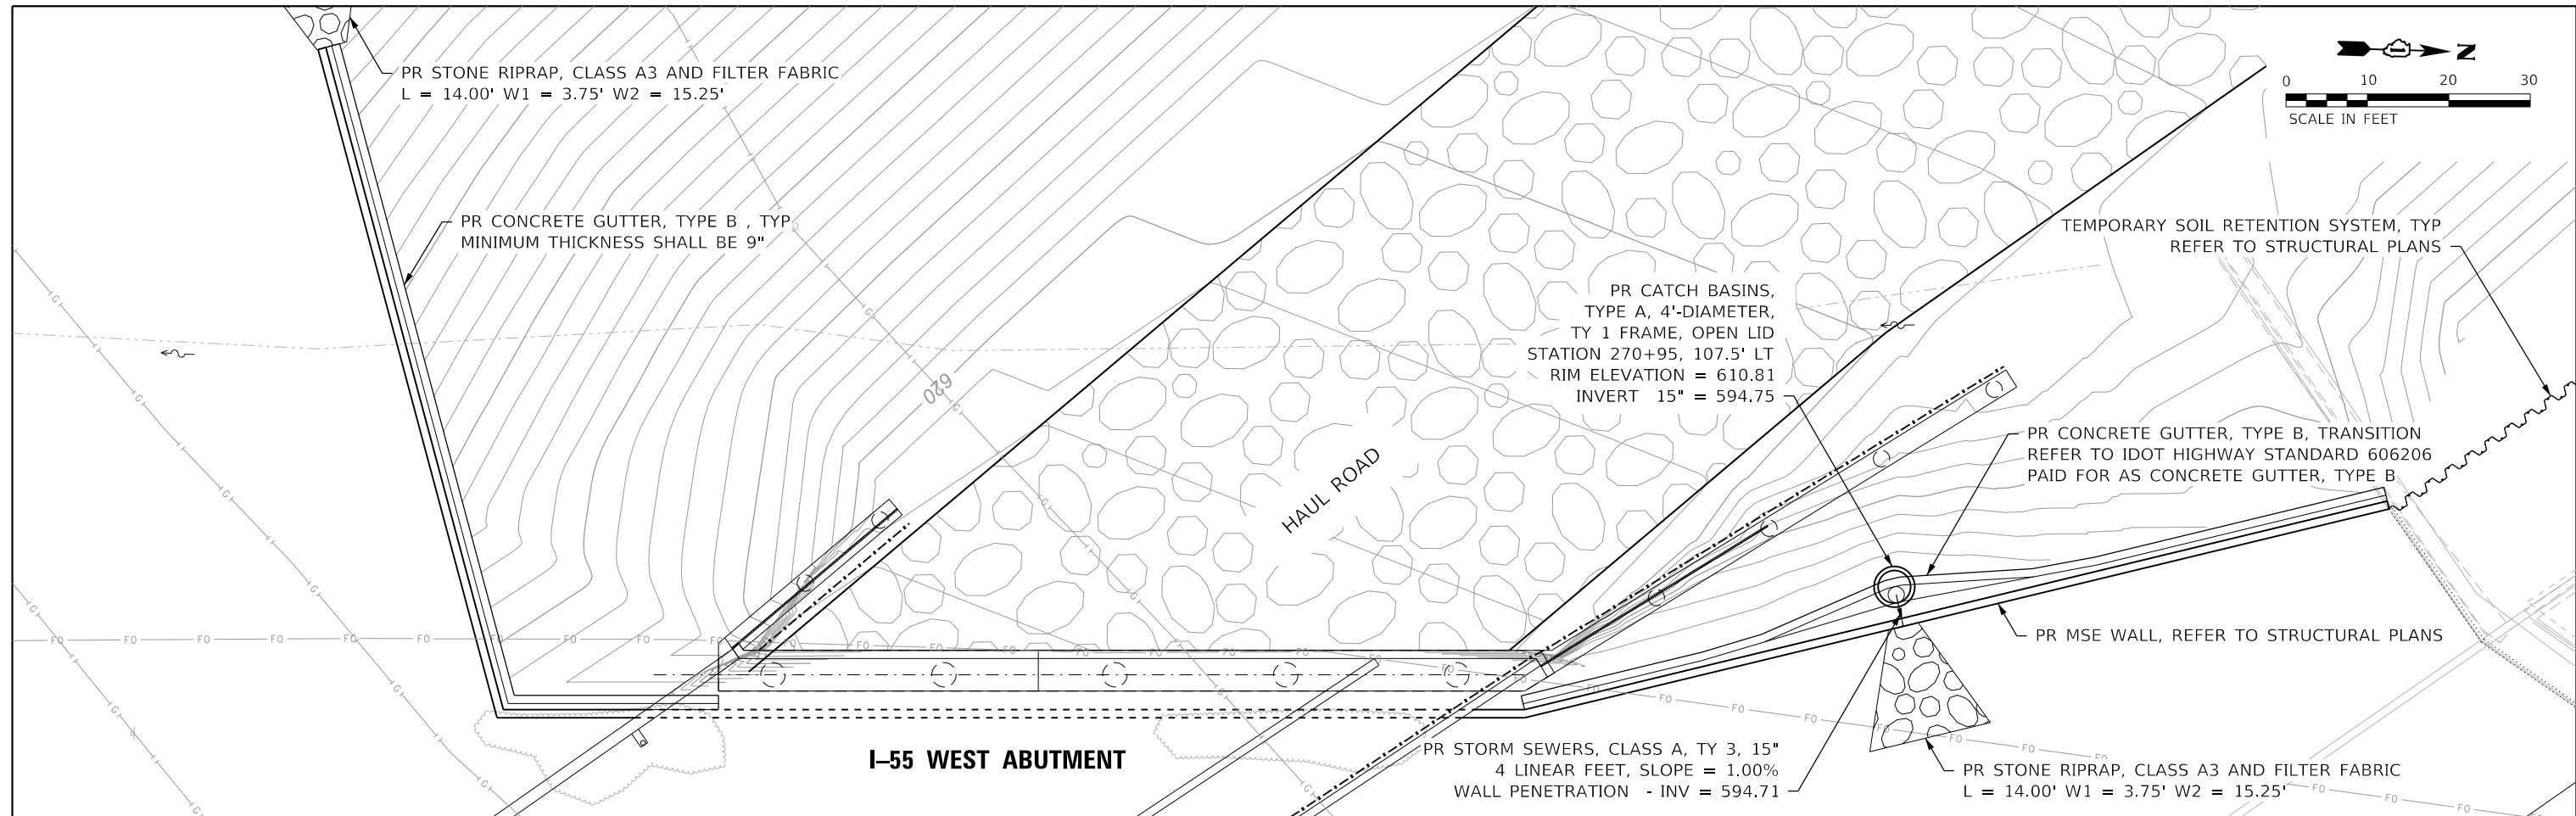 PR STONE RIPRAP, CLASS A3 AND FILTER FABRIC
L = 14.00' W1 = 3.75' W2 = 15.25'
N
0 10 20 30
SCALE IN FEET
PR CONCRETE GUTTER, TYPE B , TYP
MINIMUM THICKNESS SHALL BE 9"
TEMPORARY SOIL RETENTION SYSTEM, TYP
REFER TO STRUCTURAL PLANS
PR CATCH BASINS,
TYPE A, 4'-DIAMETER,
TY 1 FRAME, OPEN LID
STATION 270+95, 107.5' LT
RIM ELEVATION = 610.81
INVERT 15" = 594.75
620
HAUL ROAD
PR CONCRETE GUTTER, TYPE B, TRANSITION
REFER TO IDOT HIGHWAY STANDARD 606206
PAID FOR AS CONCRETE GUTTER, TYPE B
PR MSE WALL, REFER TO STRUCTURAL PLANS
I-55 WEST ABUTMENT
PR STORM SEWERS, CLASS A, TY 3, 15"
4 LINEAR FEET, SLOPE = 1.00%
WALL PENETRATION - INV = 594.71
PR STONE RIPRAP, CLASS A3 AND FILTER FABRIC
L = 14.00' W1 = 3.75' W2 = 15.25'